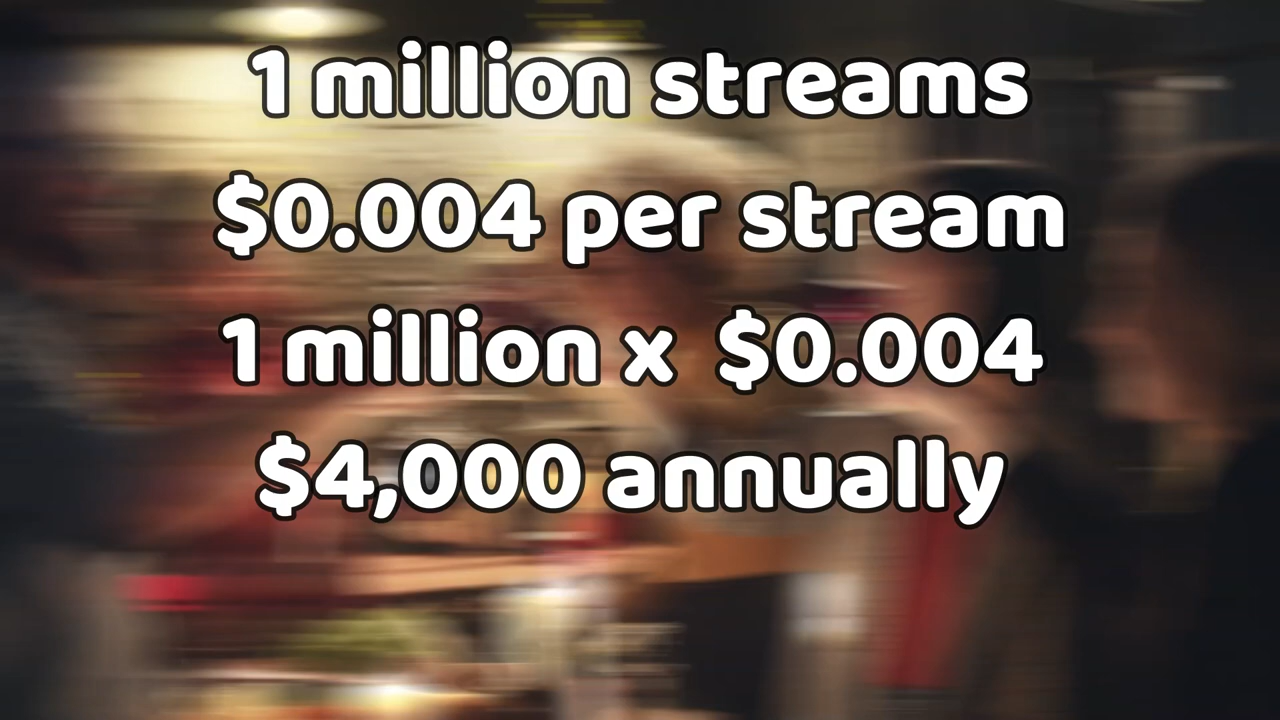 1 million streams
$0.004 per stream
1 million x $0.004
$4,000 annually